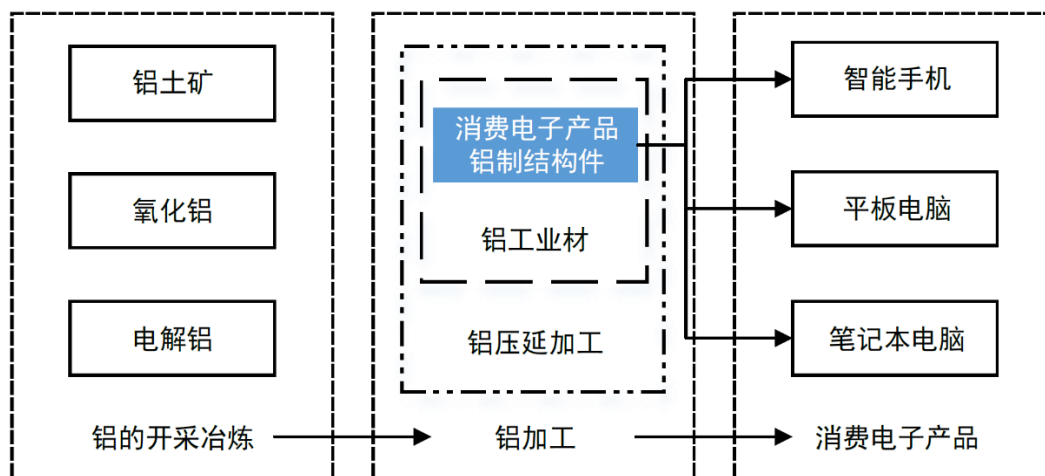 铝土矿
氧化铝
电解铝
铝的开采冶炼
消费电子产品
铝制结构件
铝工业材
铝压延加工
铝加工
智能手机
平板电脑
笔记本电脑
消费电子产品